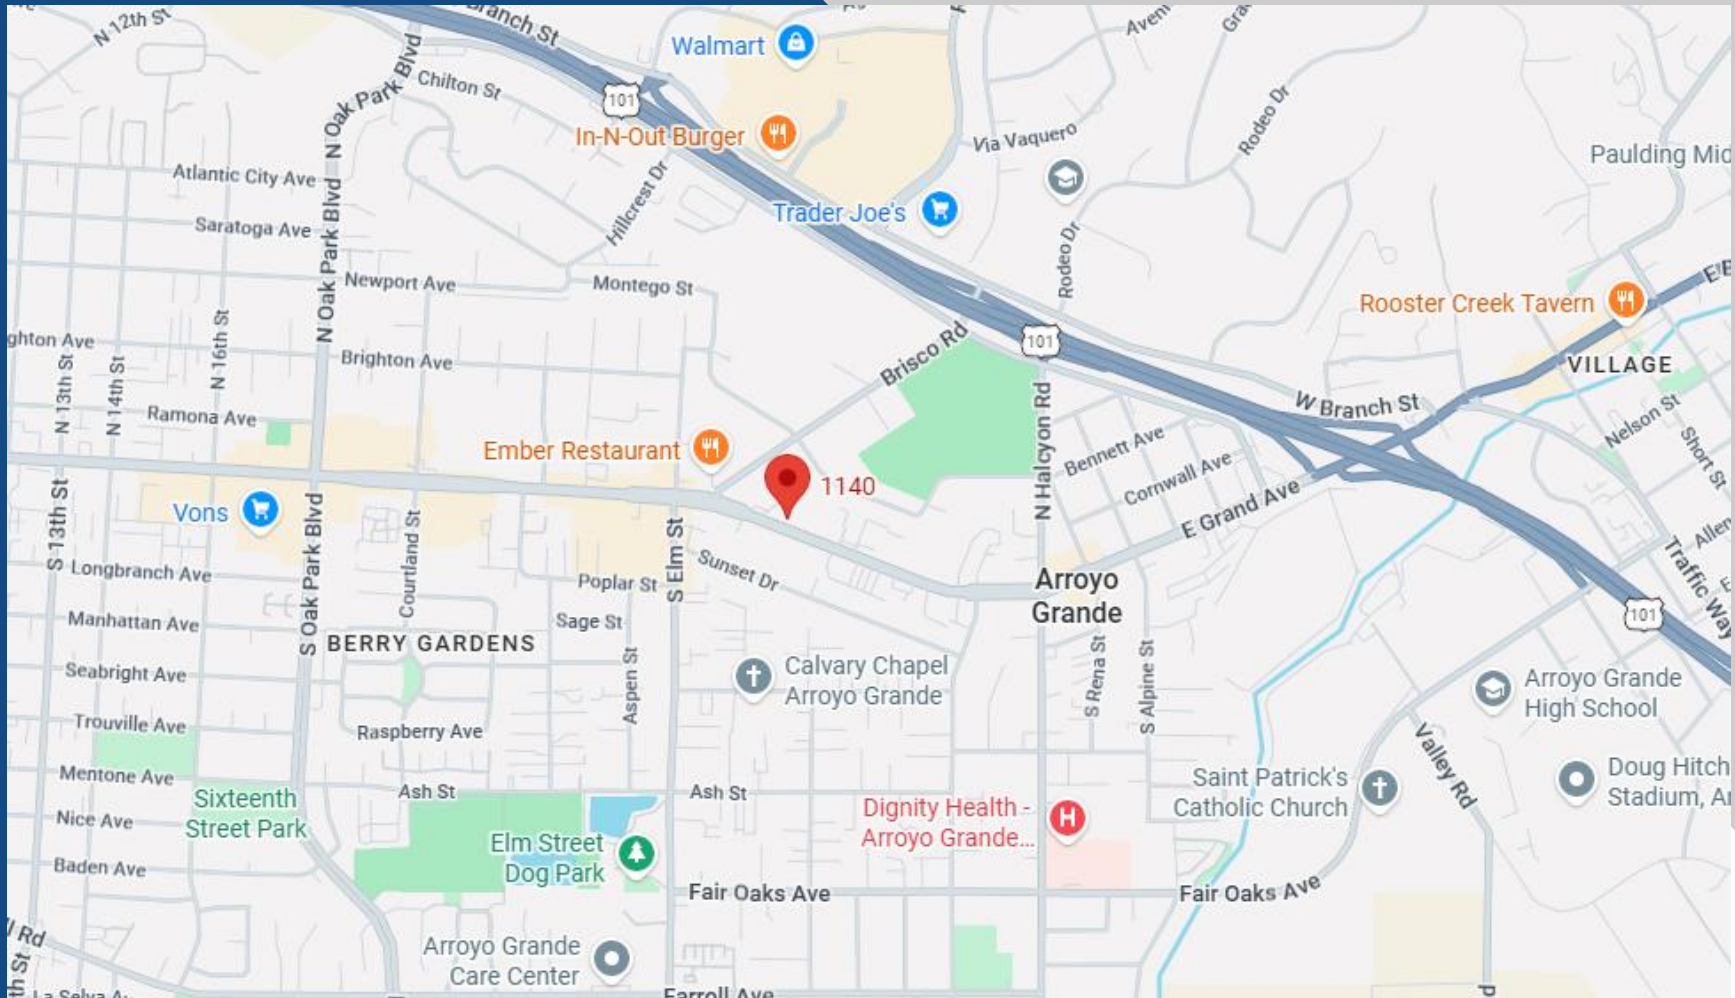 N 12th St
Branch St
Walmart
Chilton St
N Oak Park Blvd
101
In-N-Out Burger
Via Vaquero
Rodeo Dr
Atlantic City Ave
Hillcrest Dr
N Oak Park Blvd
Trader Joe's
Saratoga Ave
Rodeo Dr
Newport Ave
Montego St
Rooster Creek Tavern
N Oak Park Blvd
N 16th St
101
Brisco Rd
Brighton Ave
VILLAGE
N 13th St
N 14th St
N Halcyon Rd
W Branch St
Ramona Ave
Nelson St
Ember Restaurant
Bennett Ave
Short St
Cornwall Ave
1140
E Grand Ave
Vons
S 13th St
S Oak Park Blvd
Courtland St
S Elm St
Sunset Dr
Longbranch Ave
Poplar St
Arroyo
Grande
Traffic Way
101
Manhattan Ave
Sage St
BERRY GARDENS
Seabright Ave
Aspen St
Calvary Chapel
Arroyo Grande
S Rena St
S Alpine St
Arroyo Grande
High School
Trouville Ave
Raspberry Ave
Valley Rd
Mentone Ave
Ash St
Ash St
Saint Patrick's
Catholic Church
Doug Hitch
Stadium, Ar
Sixteenth
Street Park
Dignity Health -
Arroyo Grande...
Nice Ave
Elm Street
Dog Park
Baden Ave
Fair Oaks Ave
Fair Oaks Ave
Arroyo Grande
Care Center
Paulding Mid
Farroll Ave